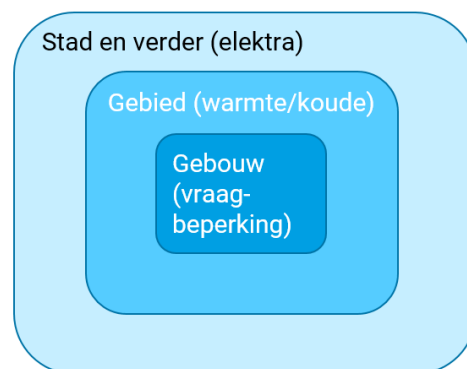 Stad en verder (elektra)
Gebied (warmte/koude)
Gebouw
(vraag-
beperking)